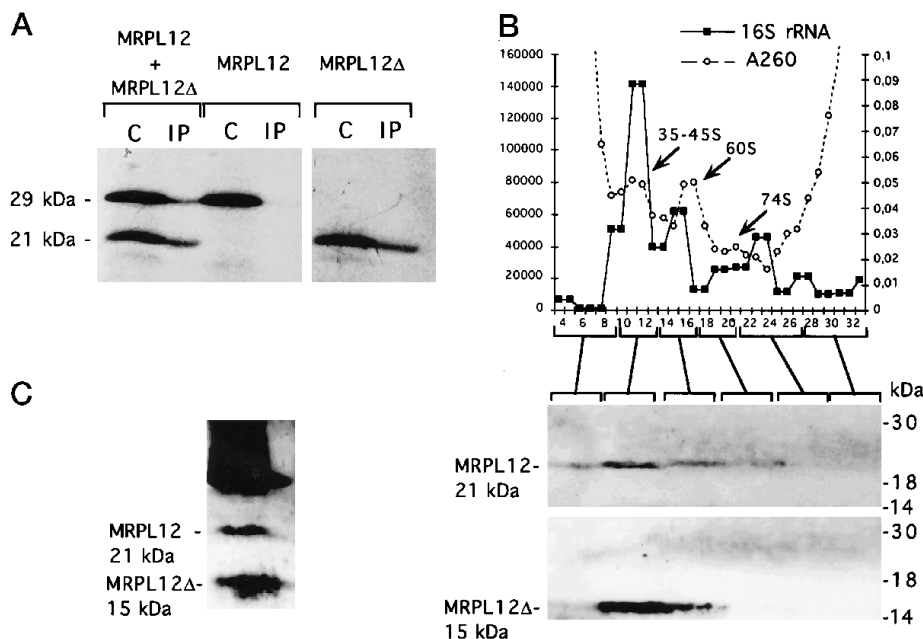 A
MRPL12
+
MRPL12Δ
MRPL12
MRPL12Δ
C IP C IP C IP
29 kDa -
21 kDa -
B
16S rRNA
A260
160000
140000
120000
100000
80000
60000
40000
20000
0
0,1
0,09
0,08
0,07
0,06
0,05
0,04
0,03
0,02
0,01
0
35-45S
60S
74S
4 6 8 10 12 14 16 18 20 22 24 26 28 30 32
kDa
-30
MRPL12-
21 kDa
-18
-14
-30
-18
MRPL12Δ-
15 kDa
-14
C
MRPL12 -
21 kDa
MRPL12Δ-
15 kDa